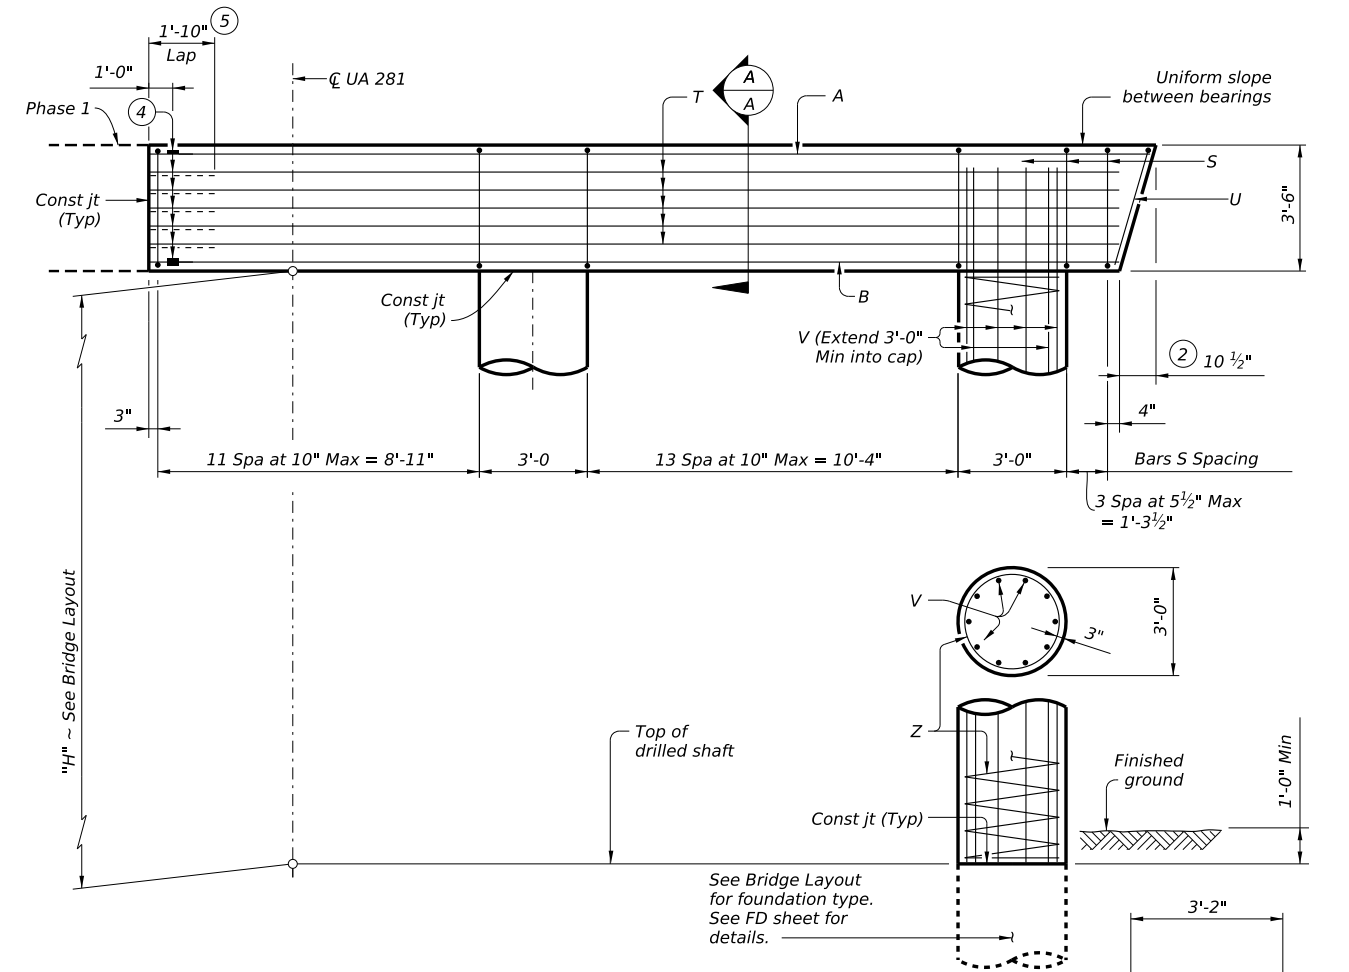 1'-10" 5
Lap
1'-0"
Phase 1
4
℄ UA 281
T
A
A
A
Uniform slope
between bearings
S
U
3'-6"
Const jt
(Typ)
Const jt
(Typ)
B
V (Extend 3'-0"
Min into cap)
2 10 ½"
3"
4"
11 Spa at 10" Max = 8'-11"
3'-0
13 Spa at 10" Max = 10'-4"
3'-0"
Bars S Spacing
3 Spa at 5½" Max
= 1'-3½"
"H" ~ See Bridge Layout
V
3"
3'-0"
Z
Top of
drilled shaft
Finished
ground
1'-0" Min
Const jt (Typ)
See Bridge Layout
for foundation type.
See FD sheet for
details.
3'-2"